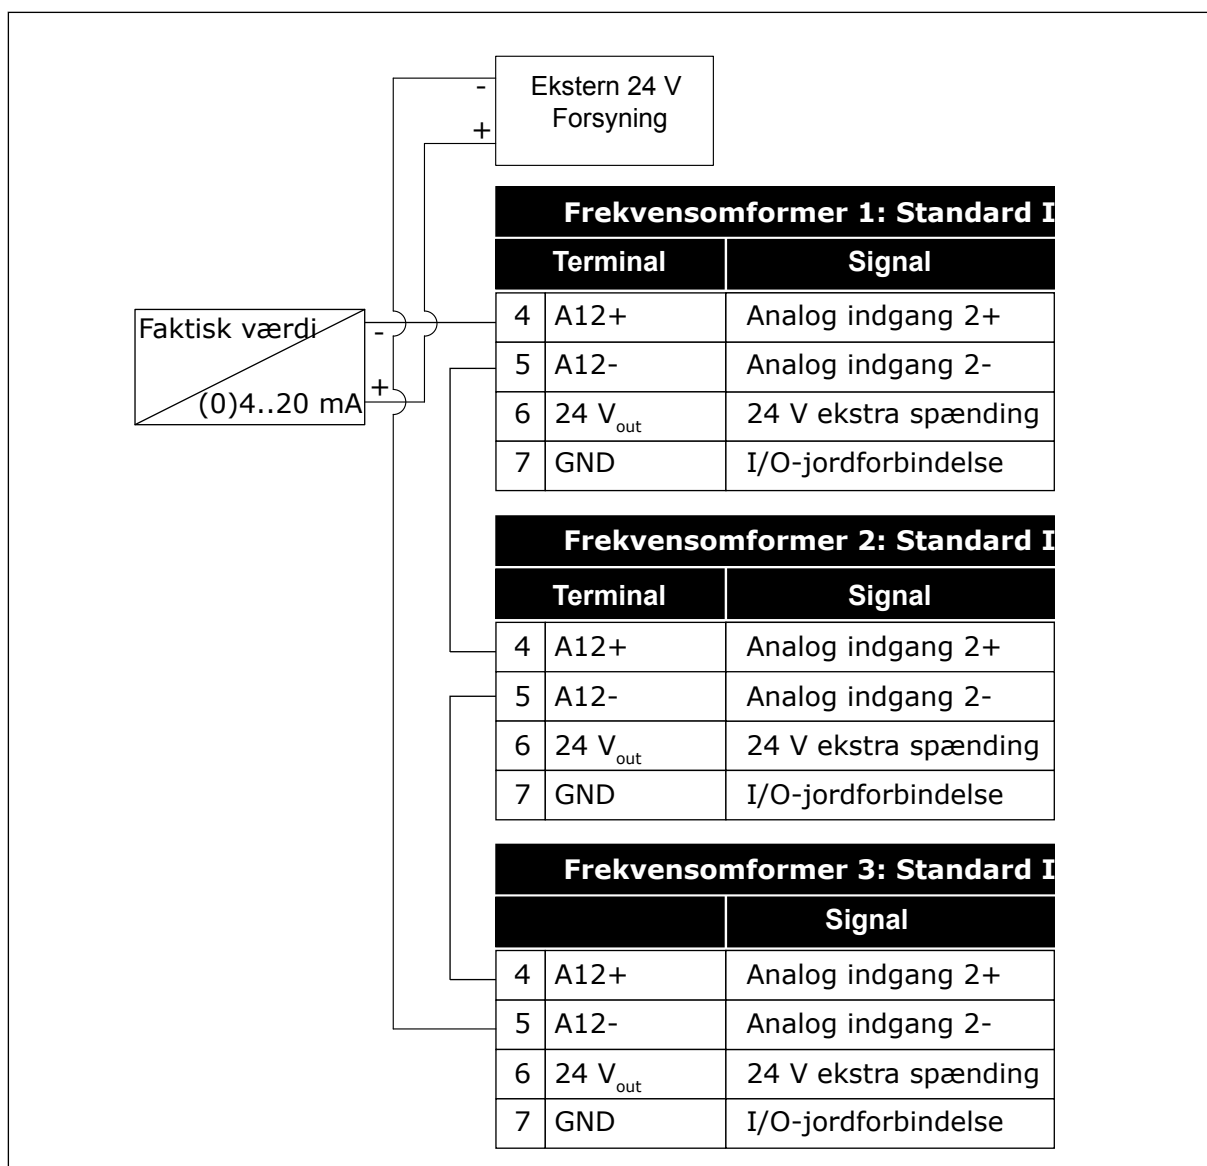 -
Ekstern 24 V
Forsyning
+
Frekvensomformer 1: Standard I
Terminal Signal
4 A12+ Analog indgang 2+
Faktisk værdi -
5 A12- Analog indgang 2-
+
(0)4..20 mA
6 24 Vout 24 V ekstra spænding
7 GND I/O-jordforbindelse
Frekvensomformer 2: Standard I
Terminal Signal
4 A12+ Analog indgang 2+
5 A12- Analog indgang 2-
6 24 Vout 24 V ekstra spænding
7 GND I/O-jordforbindelse
Frekvensomformer 3: Standard I
Signal
4 A12+ Analog indgang 2+
5 A12- Analog indgang 2-
6 24 Vout 24 V ekstra spænding
7 GND I/O-jordforbindelse